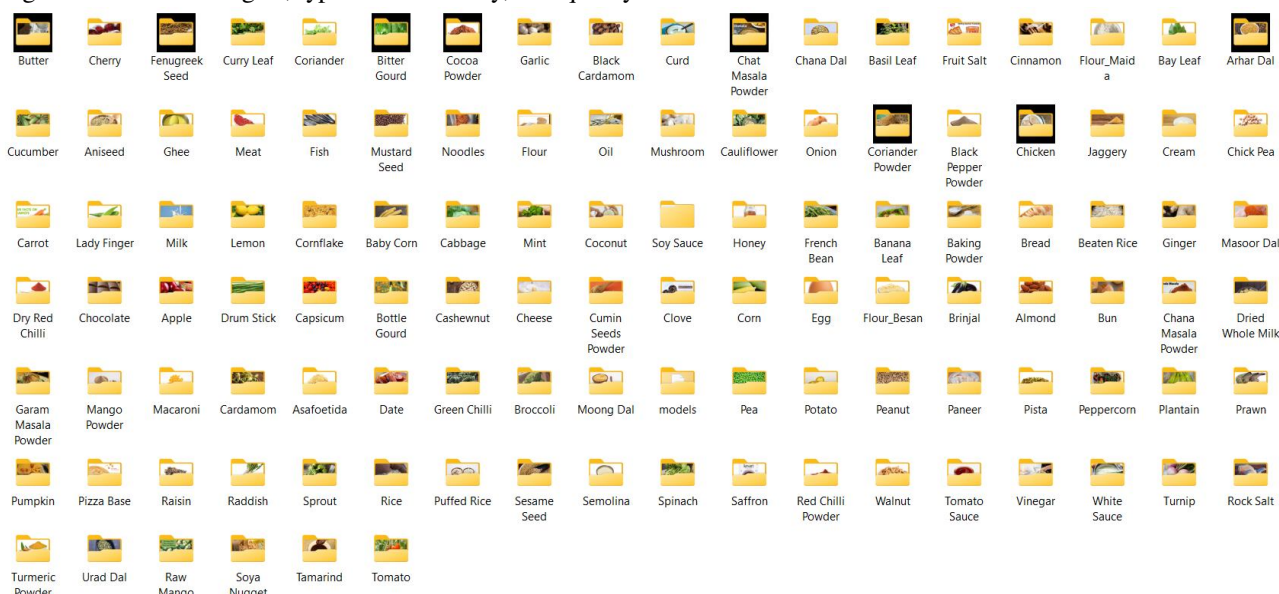 Butter
Cherry
Fenugreek
Seed
Curry Leaf
Coriander
Bitter
Gourd
Cocoa
Powder
Garlic
Black
Cardamom
Curd
Chat
Masala
Powder
Chana Dal
Basil Leaf
Fruit Salt
Cinnamon
Flour_Maid
a
Bay Leaf
Arhar Dal
Cucumber
Aniseed
Ghee
Meat
Fish
Mustard
Seed
Noodles
Flour
Oil
Mushroom
Cauliflower
Onion
Coriander
Powder
Black
Pepper
Powder
Chicken
Jaggery
Cream
Chick Pea
Carrot
Lady Finger
Milk
Lemon
Cornflake
Baby Corn
Cabbage
Mint
Coconut
Soy Sauce
Honey
French
Bean
Banana
Leaf
Baking
Powder
Bread
Beaten Rice
Ginger
Masoor Dal
Dry Red
Chilli
Chocolate
Apple
Drum Stick
Capsicum
Bottle
Gourd
Cashewnut
Cheese
Cumin
Seeds
Powder
Clove
Corn
Egg
Flour_Besan
Brinjal
Almond
Bun
Chana
Masala
Powder
Dried
Whole Milk
Garam
Masala
Powder
Mango
Powder
Macaroni
Cardamom
Asafoetida
Date
Green Chilli
Broccoli
Moong Dal
models
Pea
Potato
Peanut
Paneer
Pista
Peppercorn
Plantain
Prawn
Pumpkin
Pizza Base
Raisin
Raddish
Sprout
Rice
Puffed Rice
Sesame
Seed
Semolina
Spinach
Saffron
Red Chilli
Powder
Walnut
Tomato
Sauce
Vinegar
White
Sauce
Turnip
Rock Salt
Turmeric
Powder
Urad Dal
Raw
Mango
Soya
Nugget
Tamarind
Tomato